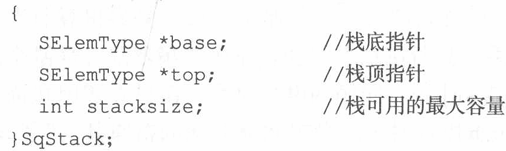 {
SElemType *base; //栈底指针
SElemType *top; //栈顶指针
int stacksize; //栈可用的最大容量
}SqStack;